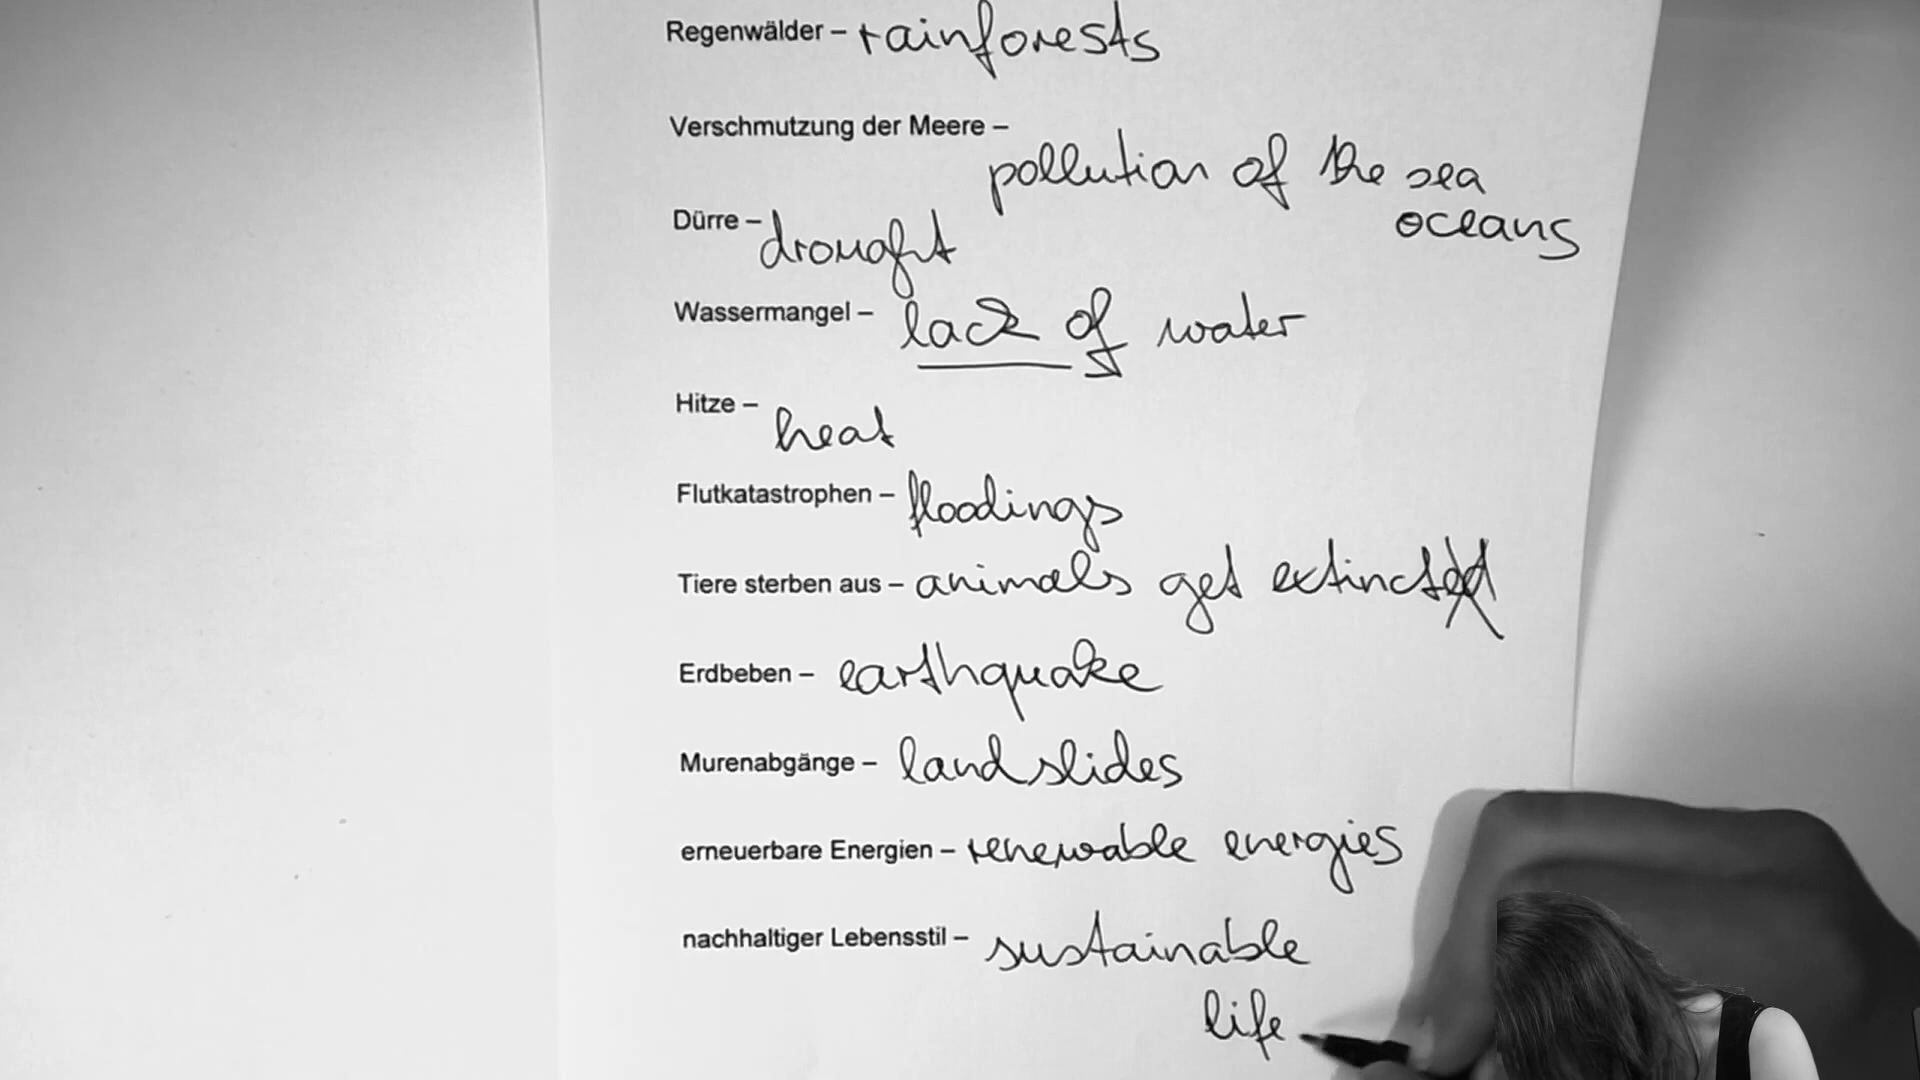 Regenwälder – rainforests
Verschmutzung der Meere –
pollution of the sea
oceans
Dürre – drought
Wassermangel – lack of water
Hitze – heat
Flutkatastrophen – floodings
Tiere sterben aus – animals get extincted
Erdbeben – earthquake
Murenabgänge – landslides
erneuerbare Energien – renewable energies
nachhaltiger Lebensstil – sustainable
life